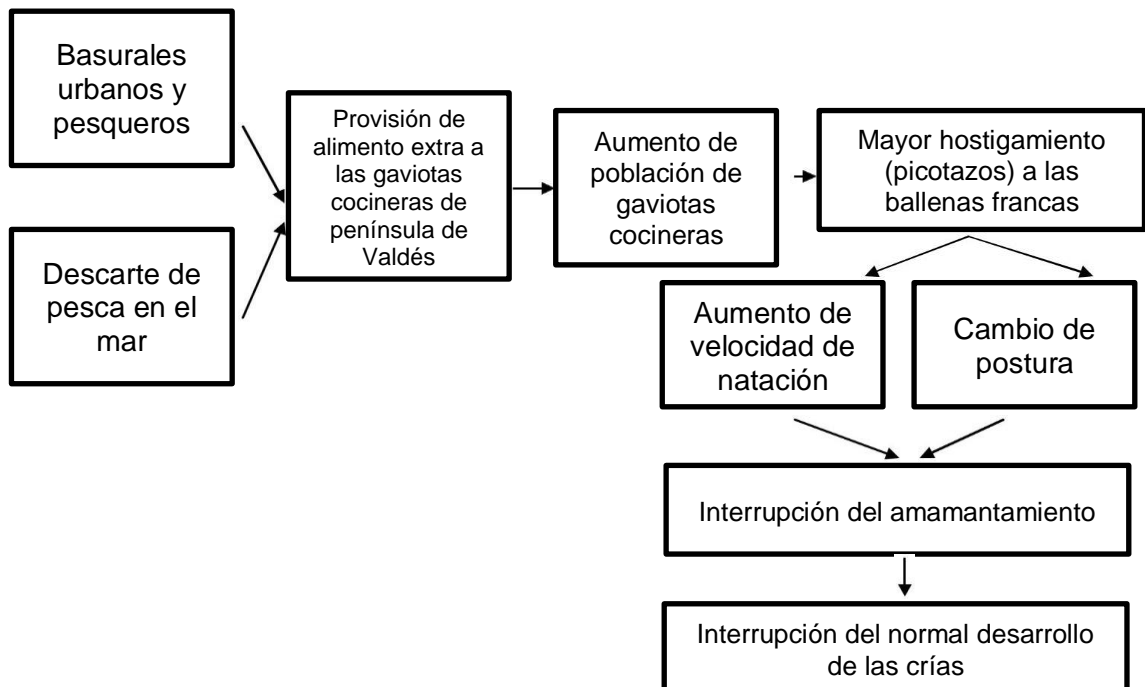 Basurales
urbanos y
pesqueros
Descarte de
pesca en el
mar
Provisión de
alimento extra a
las gaviotas
cocineras de
península de
Valdés
Aumento de
población de
gaviotas
cocineras
Mayor hostigamiento
(picotazos) a las
ballenas francas
Aumento de
velocidad de
natación
Cambio de
postura
Interrupción del amamantamiento
Interrupción del normal desarrollo
de las crías